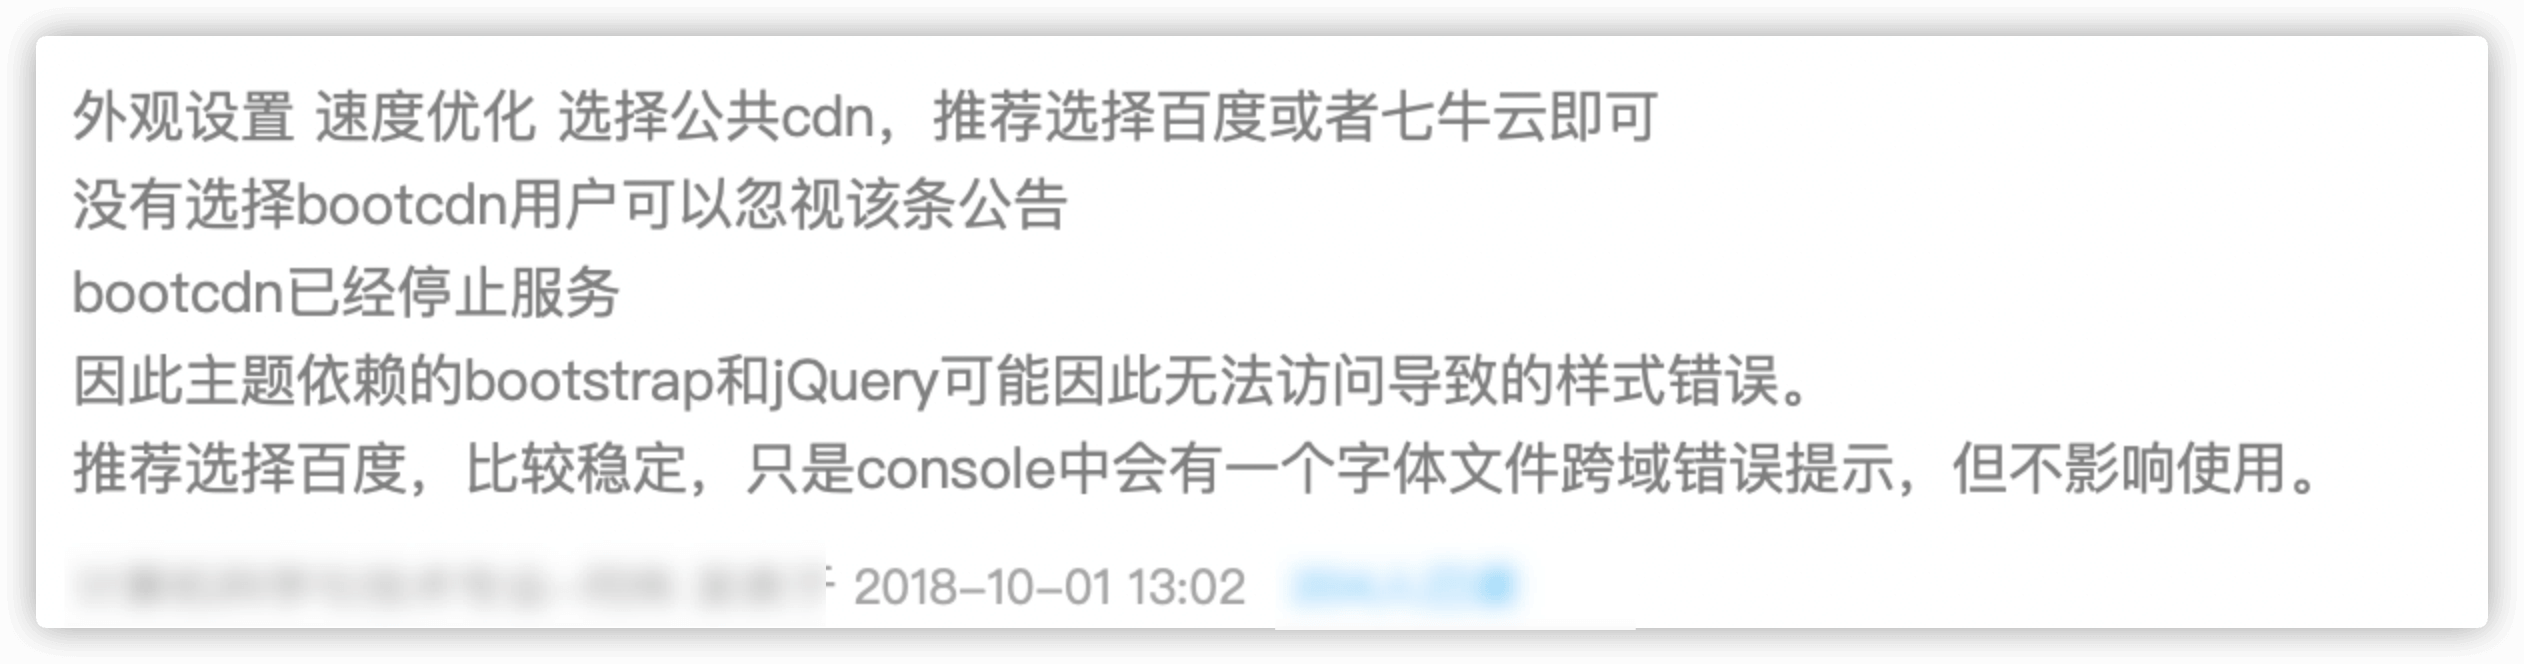 外观设置 速度优化 选择公共cdn，推荐选择百度或者七牛云即可
没有选择bootcdn用户可以忽视该条公告
bootcdn已经停止服务
因此主题依赖的bootstrap和jQuery可能因此无法访问导致的样式错误。
推荐选择百度，比较稳定，只是console中会有一个字体文件跨域错误提示，但不影响使用。
2018-10-01 13:02